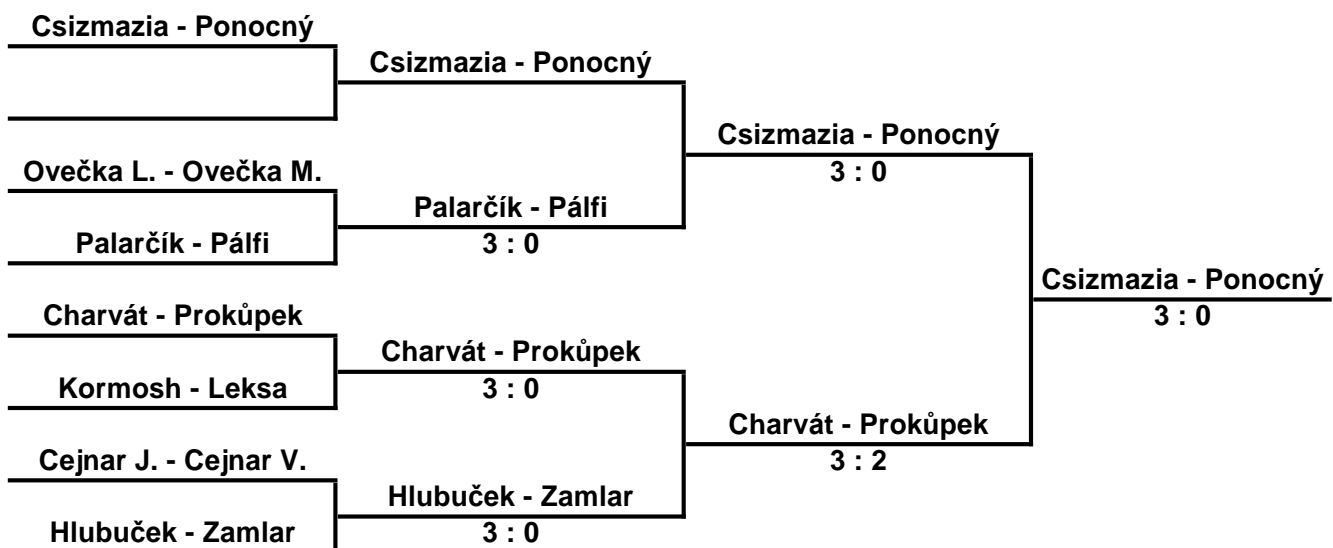 Csizmazia - Ponocný
Csizmazia - Ponocný
Csizmazia - Ponocný
3 : 0
Ovečka L. - Ovečka M.
Palarčík - Pálfi
3 : 0
Palarčík - Pálfi
Csizmazia - Ponocný
3 : 0
Charvát - Prokůpek
Charvát - Prokůpek
3 : 0
Kormosh - Leksa
Charvát - Prokůpek
3 : 2
Cejnar J. - Cejnar V.
Hlubuček - Zamlar
3 : 0
Hlubuček - Zamlar